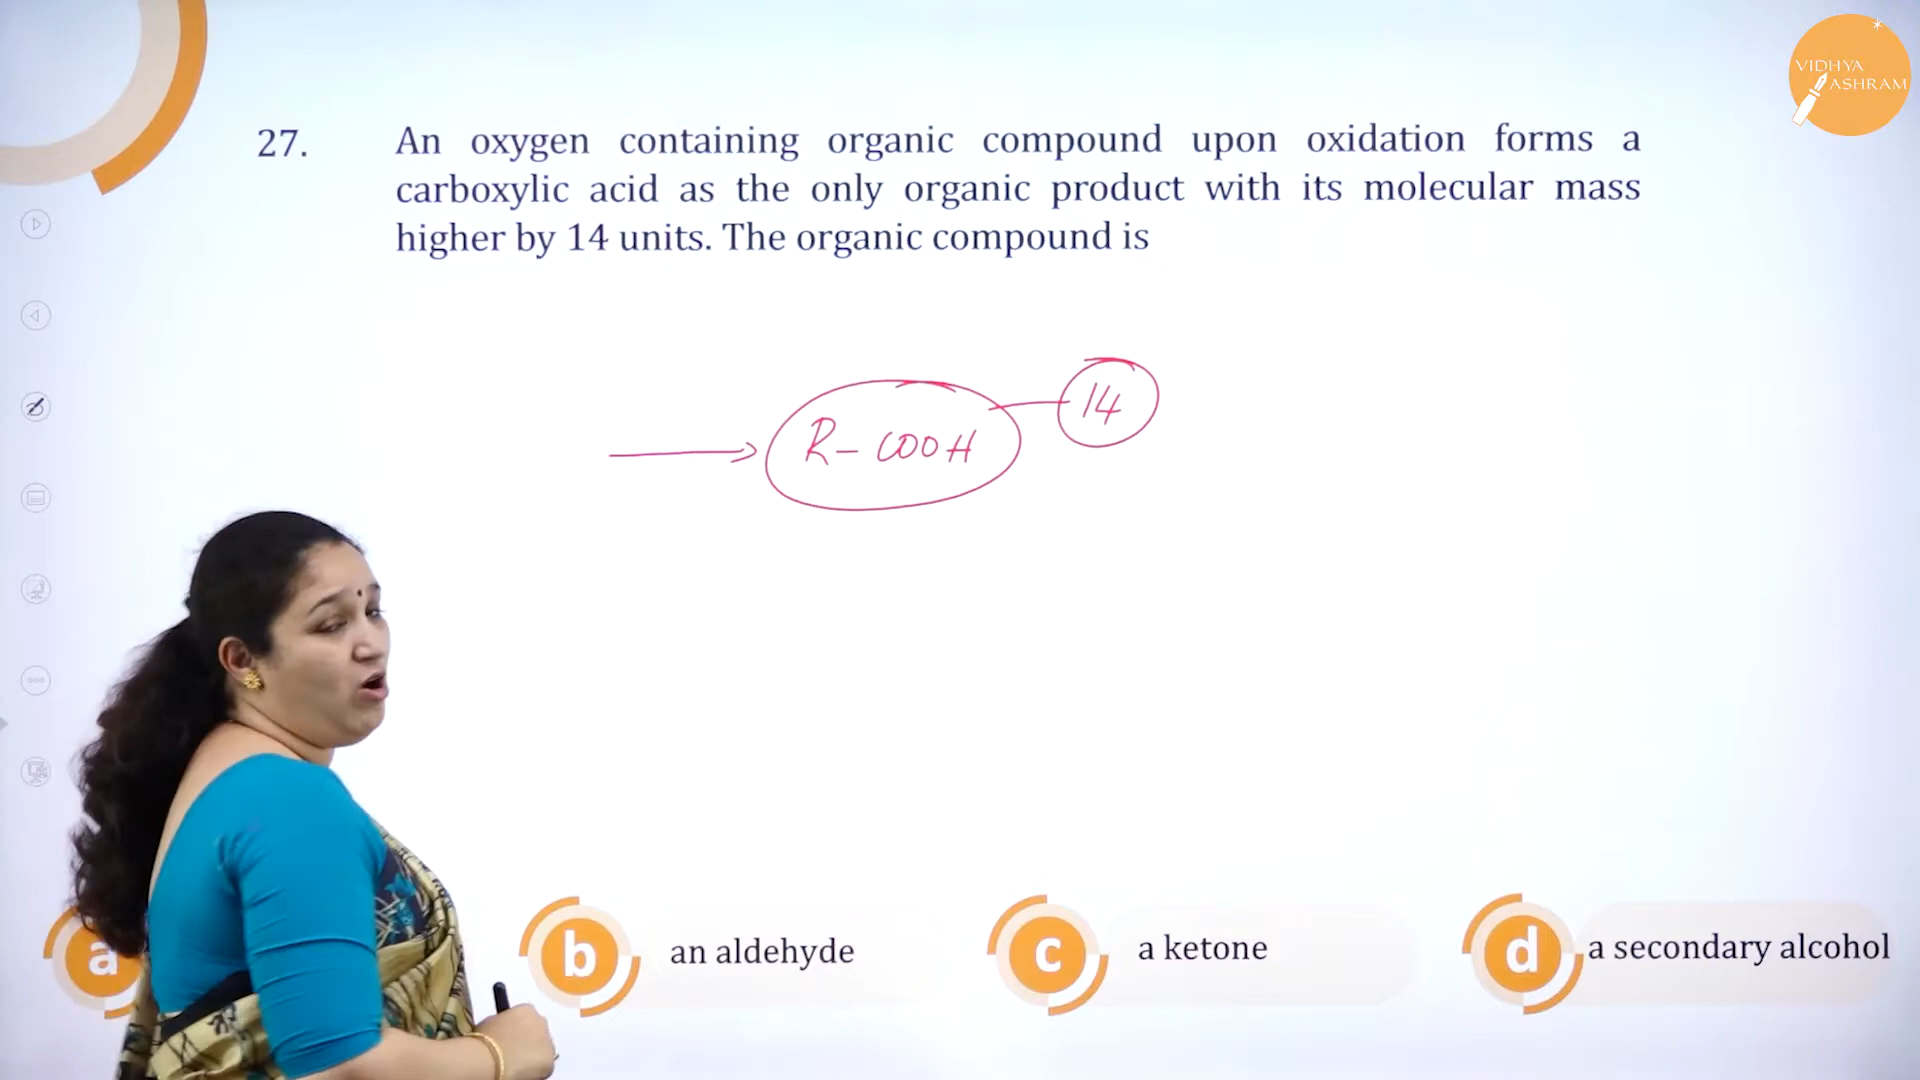 VIDHYA
ASHRAM
27. An oxygen containing organic compound upon oxidation forms a
carboxylic acid as the only organic product with its molecular mass
higher by 14 units. The organic compound is
R - COOH
14
a
b an aldehyde
c a ketone
d a secondary alcohol